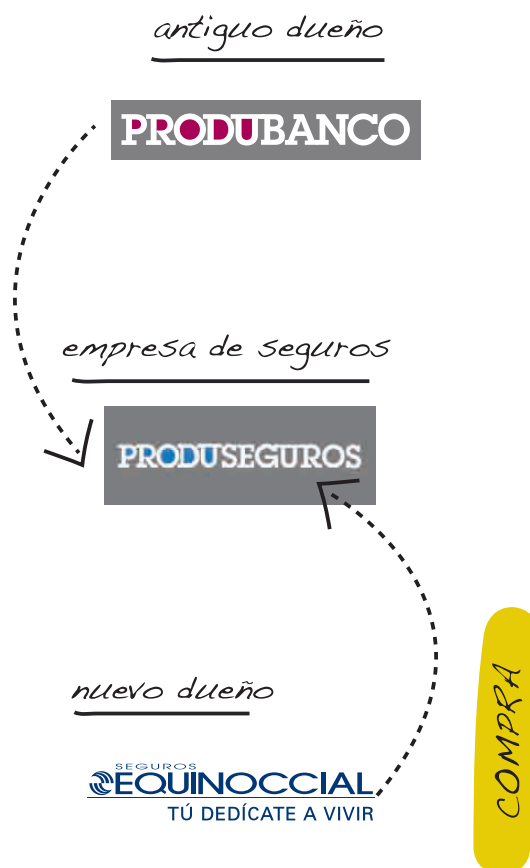 antiguo dueño
PRODUBANCO
empresa de seguros
PRODUSEGUROS
nuevo dueño
SEGUROS
EQUINOCCIAL
TÚ DEDÍCATE A VIVIR
COMPRA